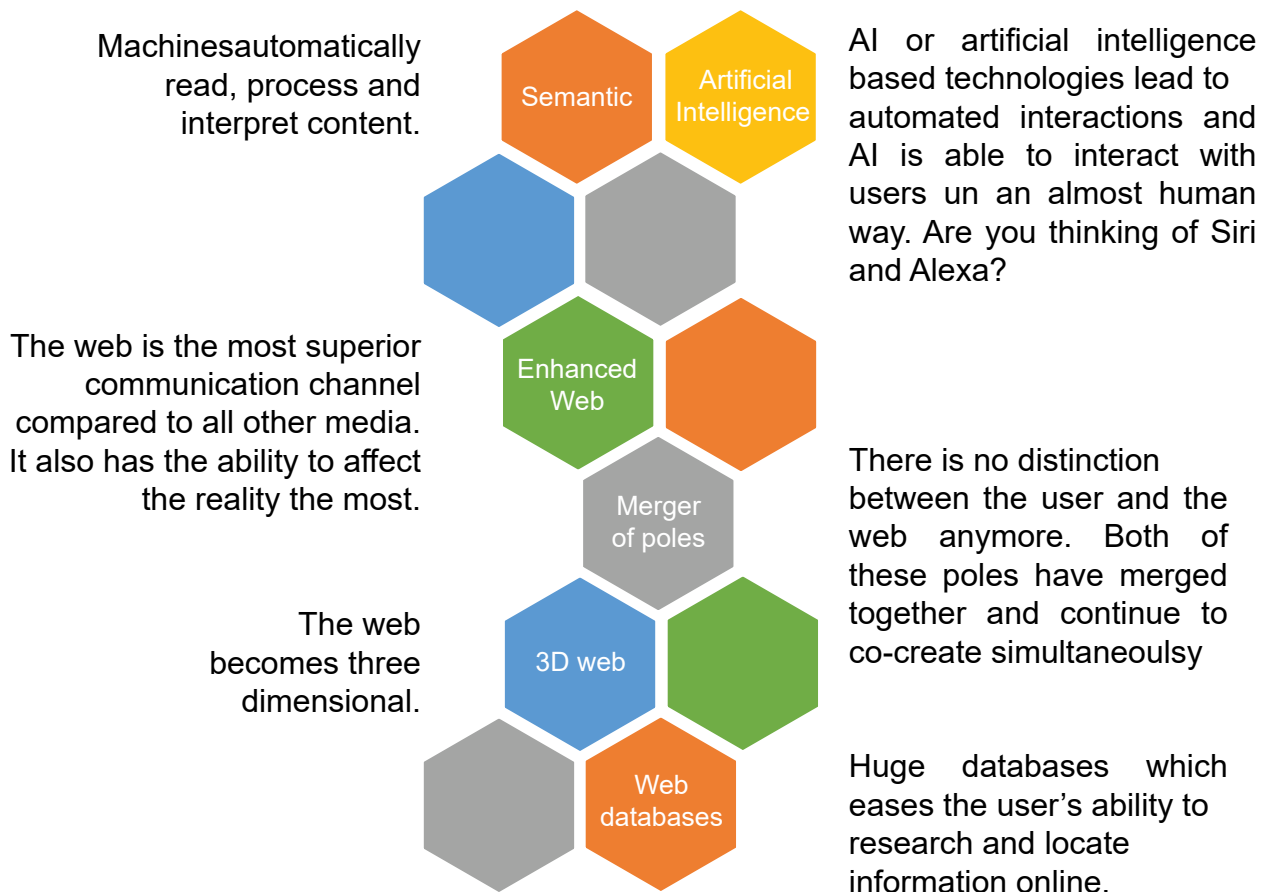 Machinesautomatically
read, process and
interpret content.
Semantic
Artificial
Intelligence
AI or artificial intelligence
based technologies lead to
automated interactions and
AI is able to interact with
users un an almost human
way. Are you thinking of Siri
and Alexa?
The web is the most superior
communication channel
compared to all other media.
It also has the ability to affect
the reality the most.
Enhanced
Web
Merger
of poles
There is no distinction
between the user and the
web anymore. Both of
these poles have merged
together and continue to
co-create simultaneoulsy
The web
becomes three
dimensional.
3D web
Web
databases
Huge databases which
eases the user’s ability to
research and locate
information online.